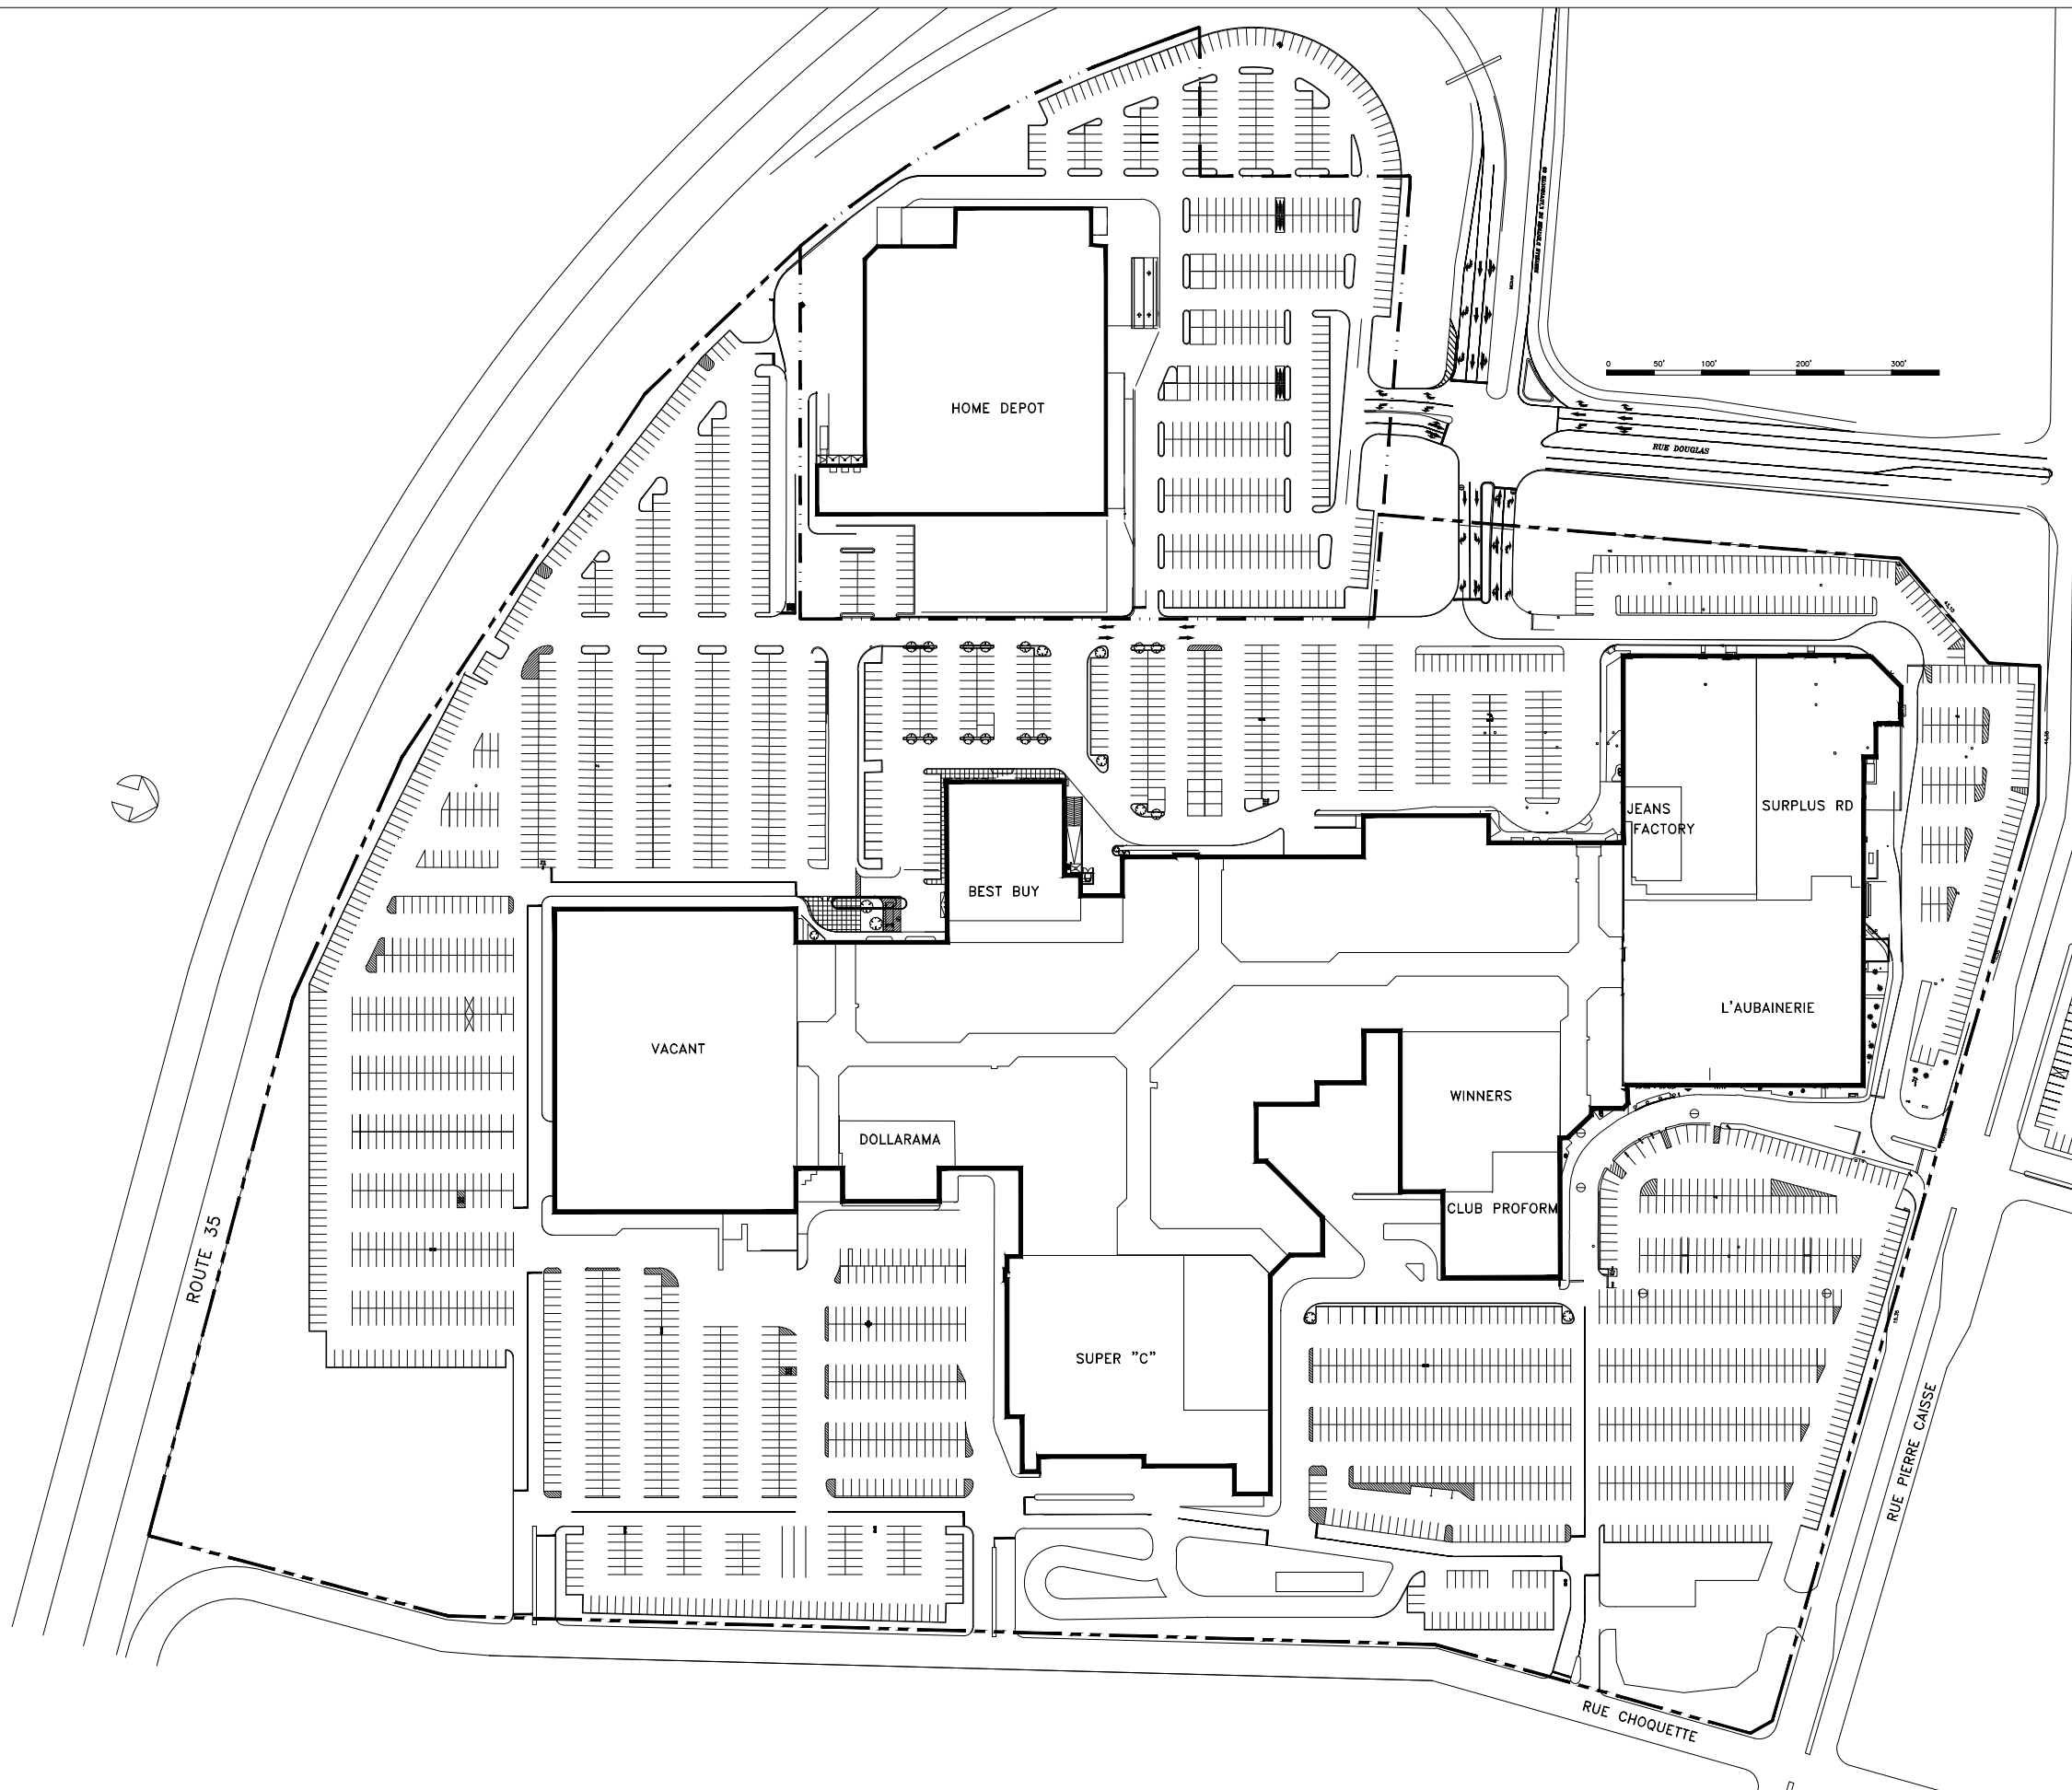 0 50' 100' 200' 300'
HOME DEPOT
RUE DOUGLAS
JEANS
FACTORY
SURPLUS RD
BEST BUY
L'AUBAINERIE
VACANT
WINNERS
DOLLARAMA
CLUB PROFORM
ROUTE 35
SUPER "C"
RUE PIERRE CAISSE
RUE CHOQUETTE